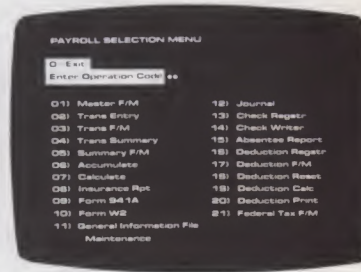 PAYROLL SELECTION MENU
0 Exit
Enter Operation Code
01) Master F/M
02) Trans Entry
03) Trans F/M
04) Trans Summary
05) Summary F/M
06) Accumulate
07) Calculate
08) Insurance Rpt
09) Form 941A
10) Form W2
11) General Information File
Maintenance
12) Journal
13) Check Regstr
14) Check Writer
15) Absentee Report
16) Deduction Regstr
17) Deduction F/M
18) Deduction Reset
19) Deduction Calc
20) Deduction Print
21) Federal Tax F/M